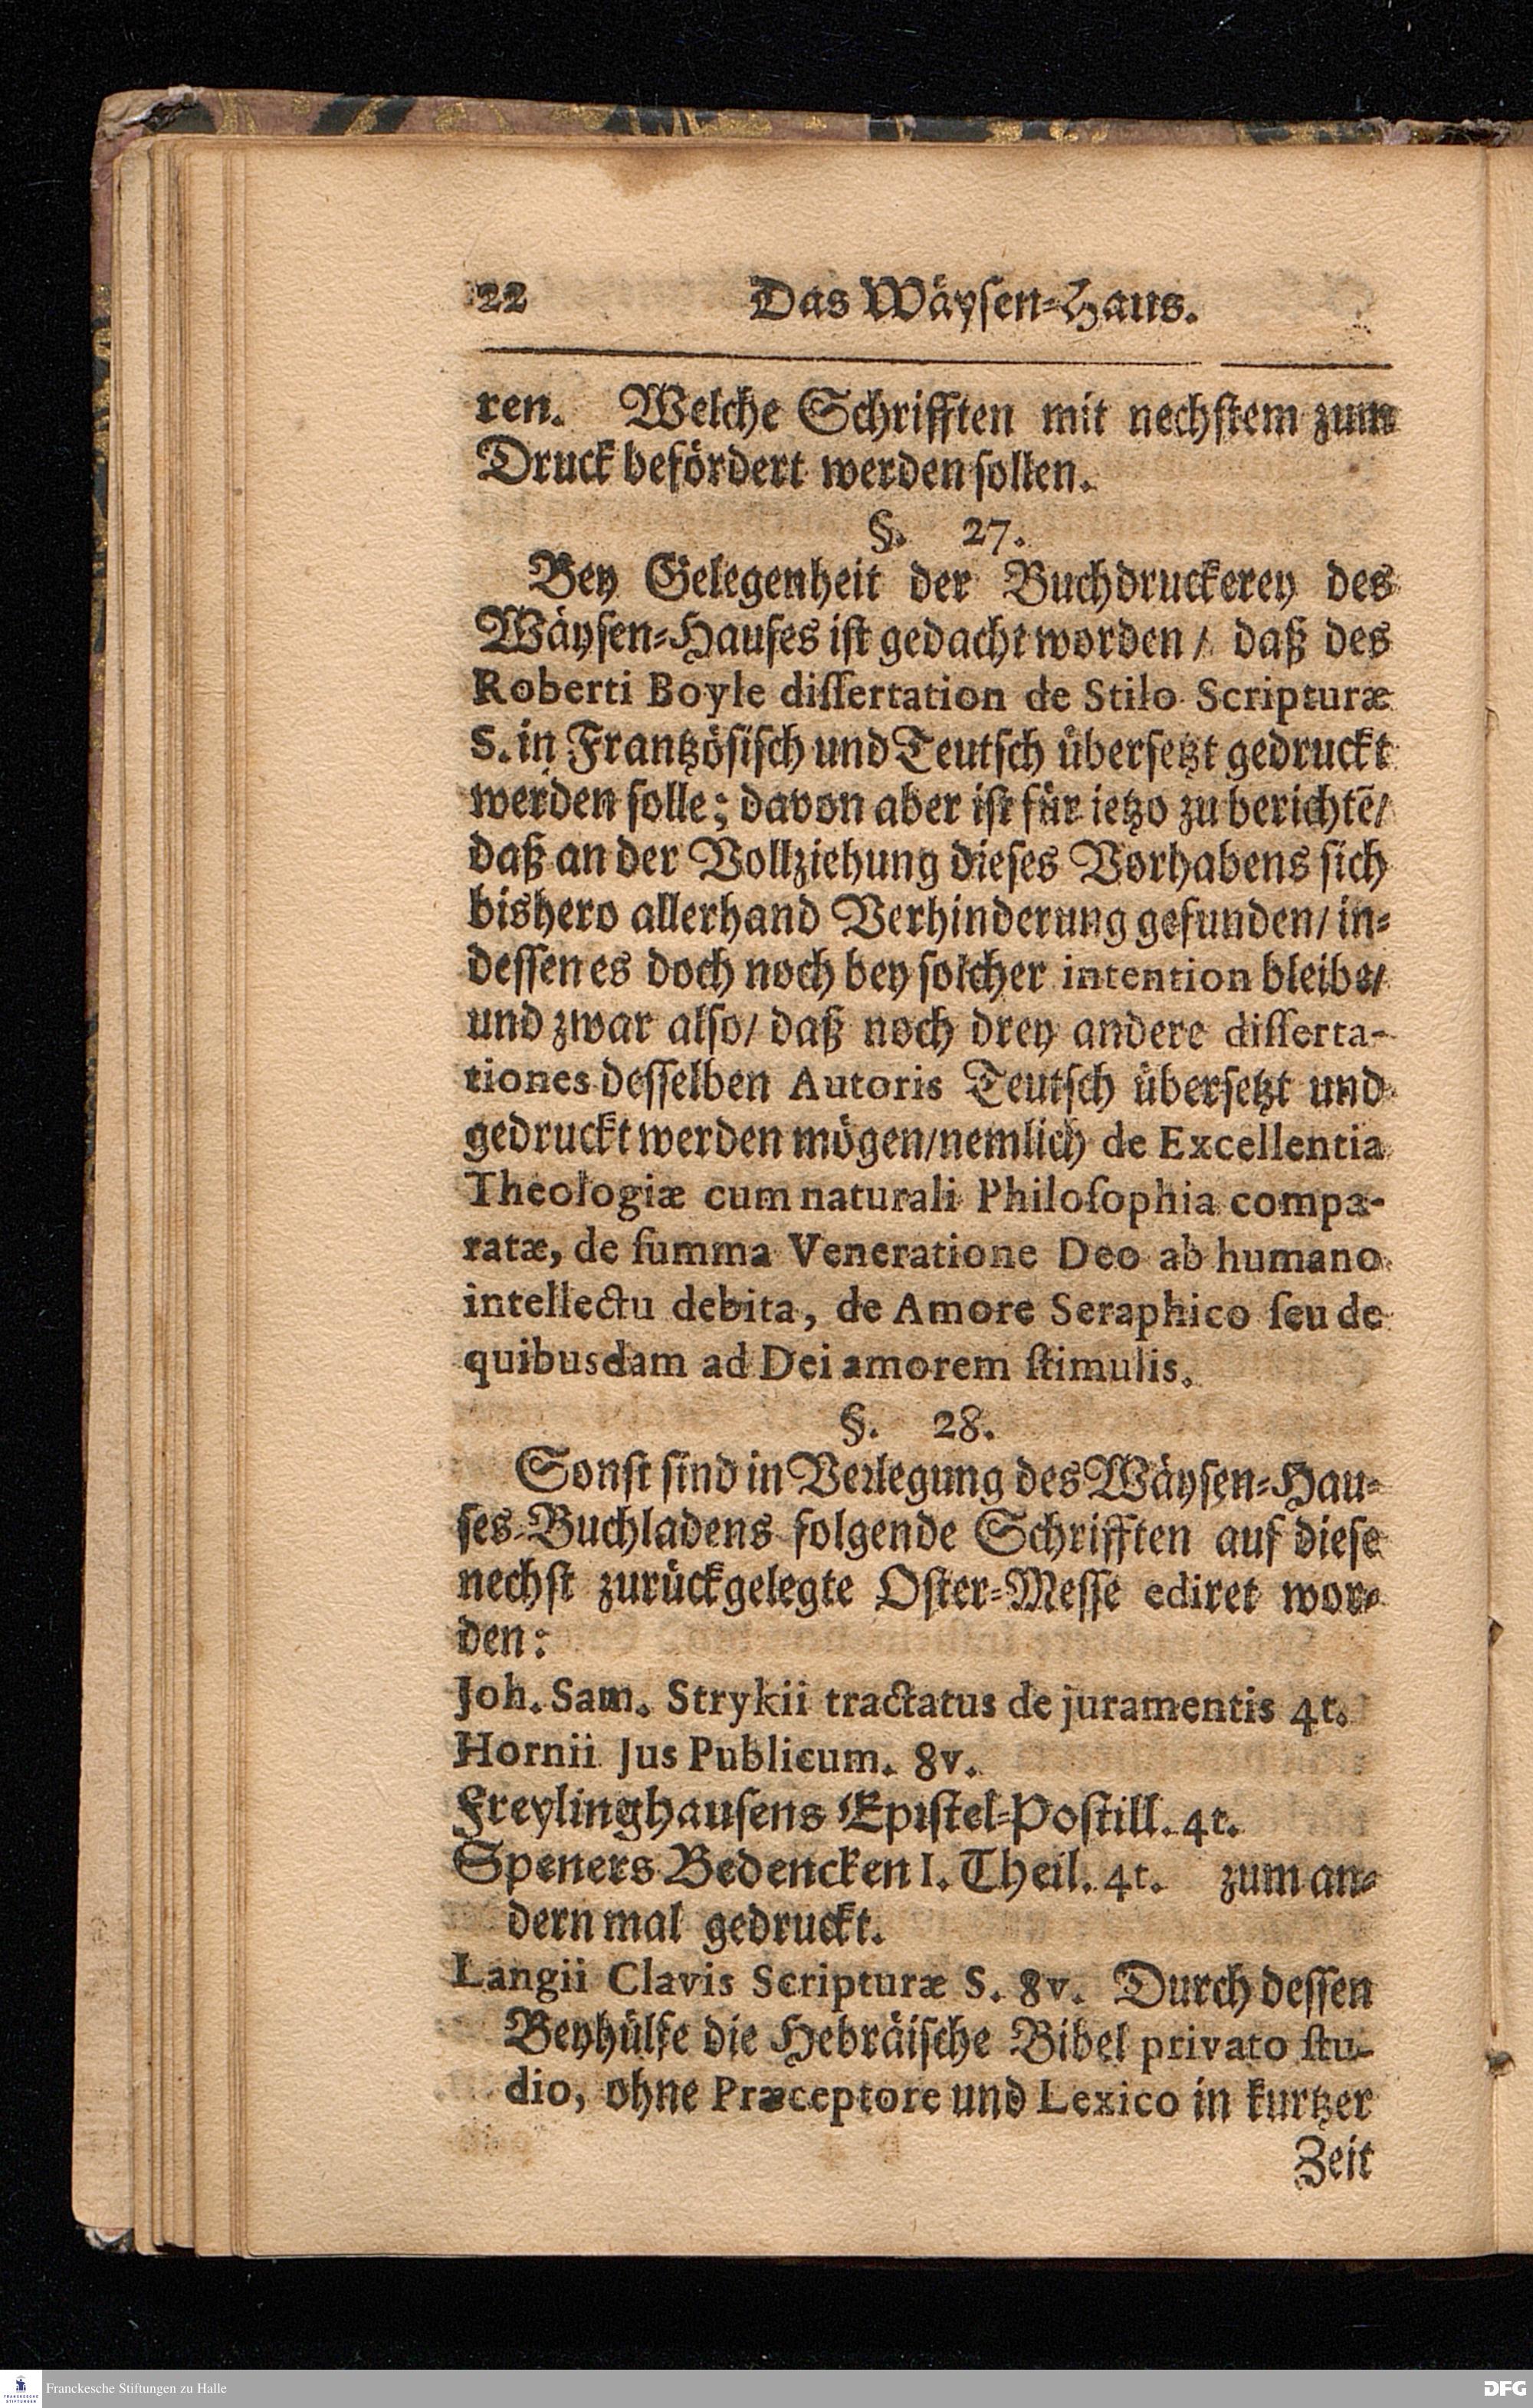 22 Das Wäysen-Haus.
ren. Welche Schrifften mit nechstem zum
Druck befördert werden sollen.
§. 27.
Bey Gelegenheit der Buchdruckerey des
Wäysen-Hauses ist gedacht worden / daß des
Roberti Boyle dissertation de Stilo Scripturæ
S. in Frantzösisch und Teutsch übersetzt gedruckt
werden solle; davon aber ist für ietzo zu berichtē/
daß an der Vollziehung dieses Vorhabens sich
bishero allerhand Verhinderung gefunden/ in-
dessen es doch noch bey solcher intention bleibe/
und zwar also/ daß noch drey andere disserta-
tiones desselben Autoris Teutsch übersetzt und
gedruckt werden mögen/nemlich de Excellentia
Theologiæ cum naturali Philosophia compa-
ratæ, de summa Veneratione Deo ab humano
intellectu debita, de Amore Seraphico seu de
quibusdam ad Dei amorem stimulis.
§. 28.
Sonst sind in Verlegung des Wäysen-Hau-
ses-Buchladens folgende Schrifften auf diese
nechst zurückgelegte Oster-Messe ediret wor-
den:
Joh. Sam. Strykii tractatus de juramentis 4t.
Hornii Jus Publicum. 8v.
Freylinghausens Epistel-Postill. 4t.
Speners Bedencken I. Theil. 4t. zum an-
dern mal gedruckt.
Langii Clavis Scripturæ S. 8v. Durch dessen
Beyhülfe die Hebräische Bibel privato stu-
dio, ohne Præceptore und Lexico in kurtzer
Zeit
FRANCKESCHE STIFTUNGEN
Franckesche Stiftungen zu Halle
DFG